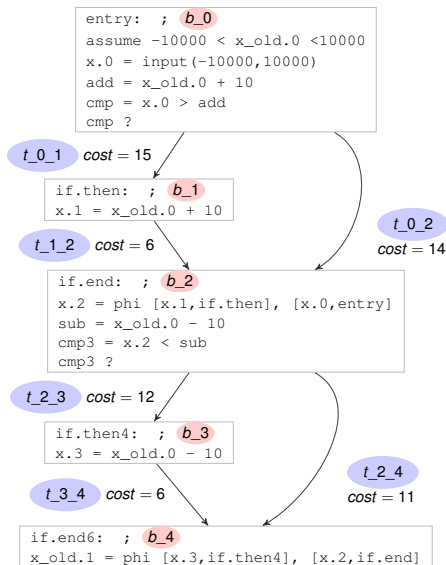 entry:  ; b_0
assume -10000 < x_old.0 <10000
x.0 = input(-10000,10000)
add = x_old.0 + 10
cmp = x.0 > add
cmp ?
t_0_1 cost = 15
if.then:  ; b_1
x.1 = x_old.0 + 10
t_0_2
cost = 14
t_1_2 cost = 6
if.end:  ; b_2
x.2 = phi [x.1,if.then], [x.0,entry]
sub = x_old.0 - 10
cmp3 = x.2 < sub
cmp3 ?
t_2_3 cost = 12
if.then4:  ; b_3
x.3 = x_old.0 - 10
t_2_4
cost = 11
t_3_4 cost = 6
if.end6:  ; b_4
x_old.1 = phi [x.3,if.then4], [x.2,if.end]